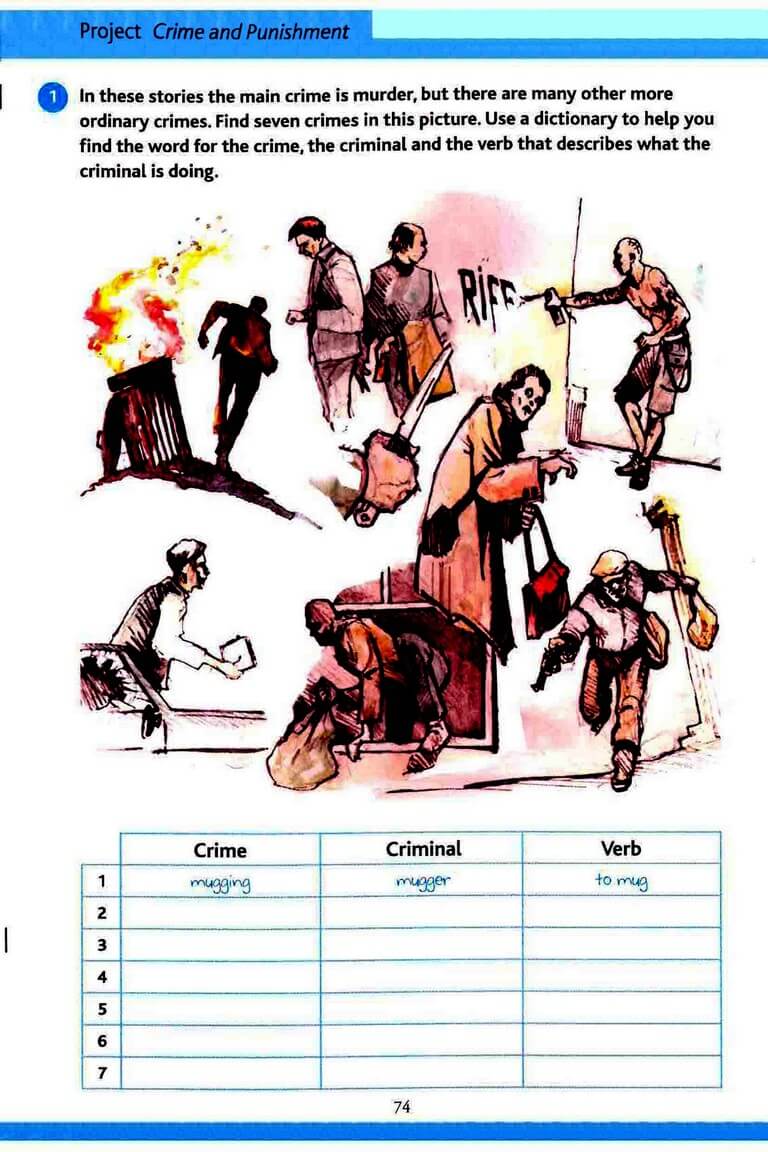 Project Crime and Punishment
1 In these stories the main crime is murder, but there are many other more
ordinary crimes. Find seven crimes in this picture. Use a dictionary to help you
find the word for the crime, the criminal and the verb that describes what the
criminal is doing.
RIFF
Crime Criminal Verb
1 mugging mugger to mug
2
3
4
5
6
7
74